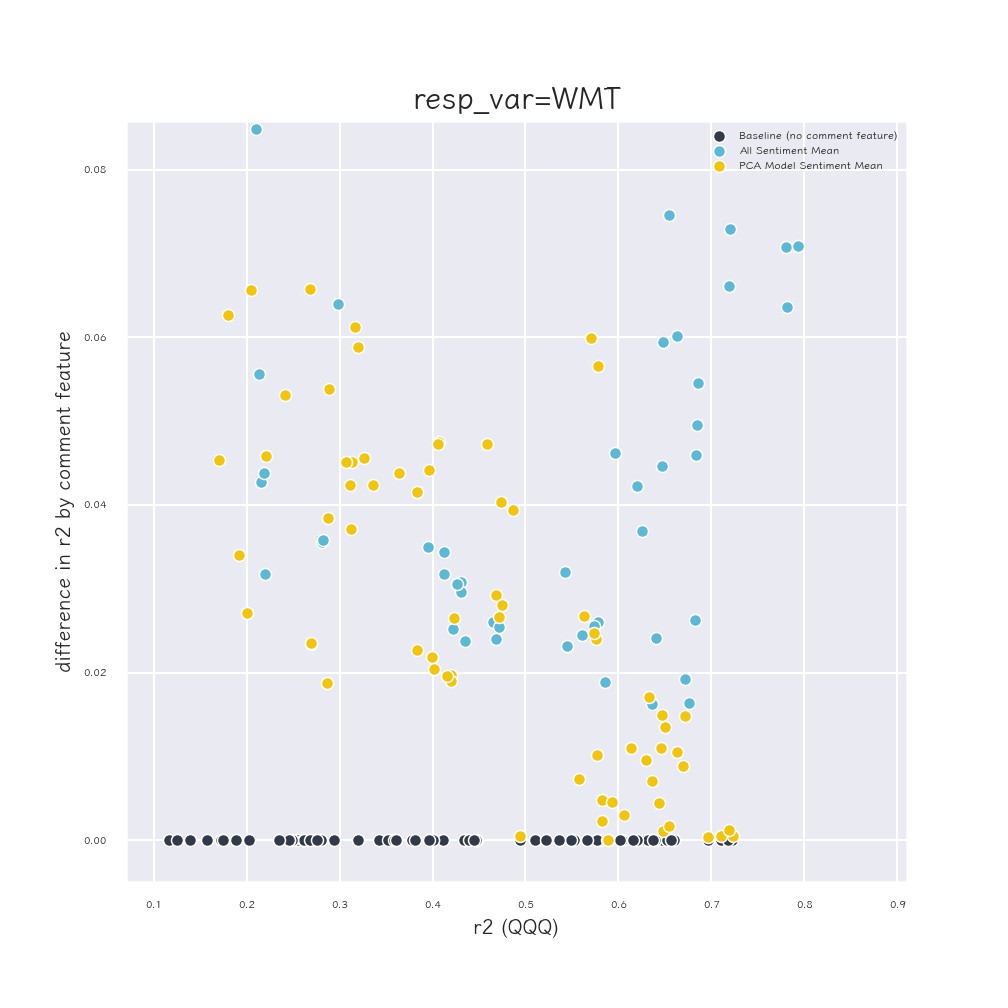 resp_var=WMT
Baseline (no comment feature)
All Sentiment Mean
PCA Model Sentiment Mean
difference in r2 by comment feature
0.08
0.06
0.04
0.02
0.00
0.1 0.2 0.3 0.4 0.5 0.6 0.7 0.8 0.9
r2 (QQQ)